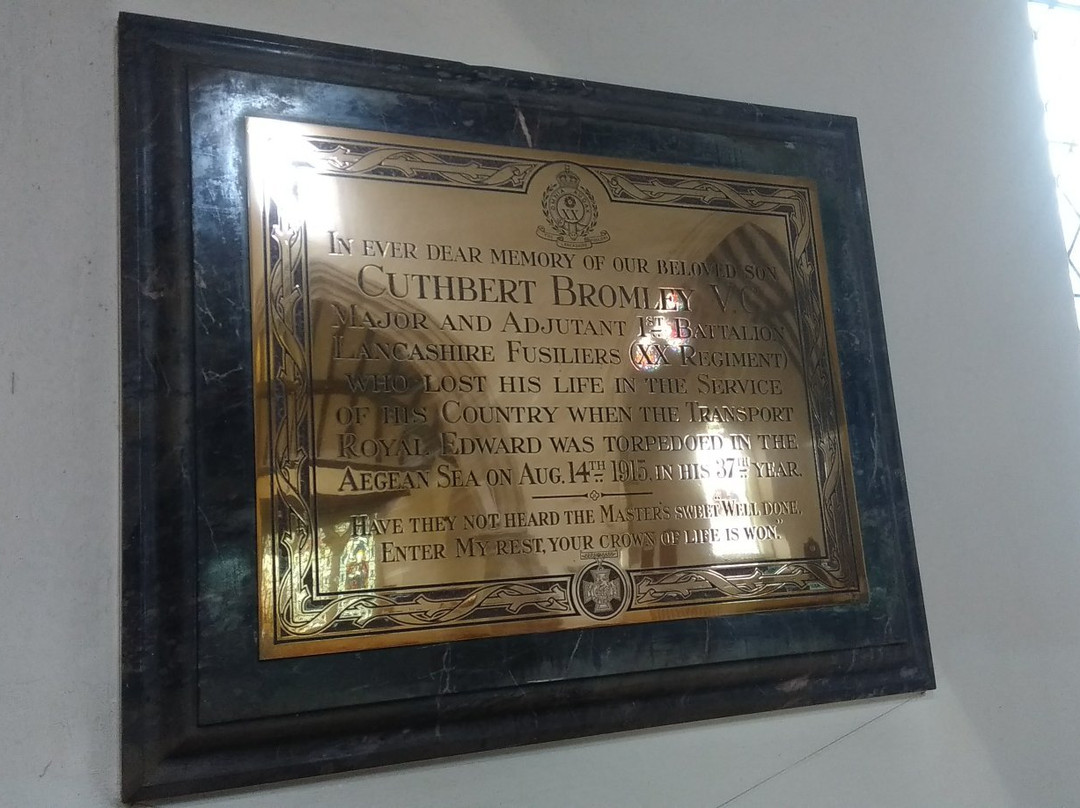 IN EVER DEAR MEMORY OF OUR BELOVED SON
CUTHBERT BROMLEY V.C.
MAJOR AND ADJUTANT 1ST BATTALION
LANCASHIRE FUSILIERS (XX REGIMENT)
WHO LOST HIS LIFE IN THE SERVICE
OF HIS COUNTRY WHEN THE TRANSPORT
ROYAL EDWARD WAS TORPEDOED IN THE
AEGEAN SEA ON AUG. 14TH 1915, IN HIS 37TH YEAR.
HAVE THEY NOT HEARD THE MASTER'S SWEET "WELL DONE,
ENTER MY REST, YOUR CROWN OF LIFE IS WON."